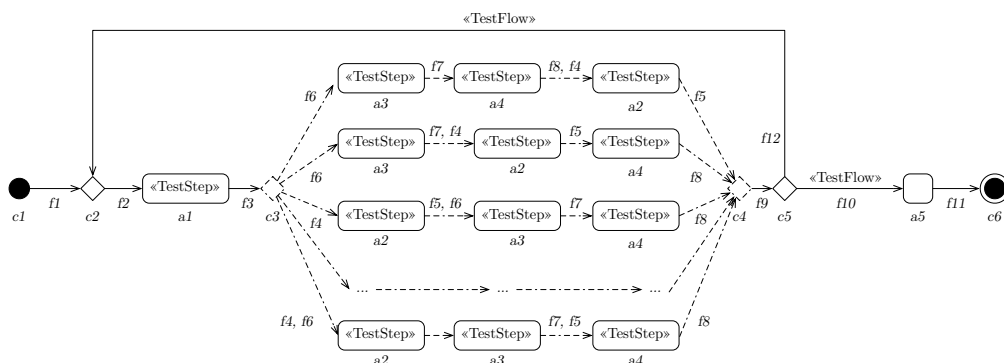 «TestFlow»
f7
f8, f4
«TestStep»
«TestStep»
«TestStep»
f6
f5
a3
a4
a2
f7, f4
f5
«TestStep»
«TestStep»
«TestStep»
f12
a3
a2
a4
f6
f8
«TestFlow»
«TestStep»
c1
f1
c2
f2
a1
f3
c3
c4
f9
c5
f10
a5
f11
c6
f5, f6
f7
«TestStep»
«TestStep»
«TestStep»
f4
f8
a2
a3
a4
...
...
...
f4, f6
f7, f5
f8
«TestStep»
«TestStep»
«TestStep»
a2
a3
a4